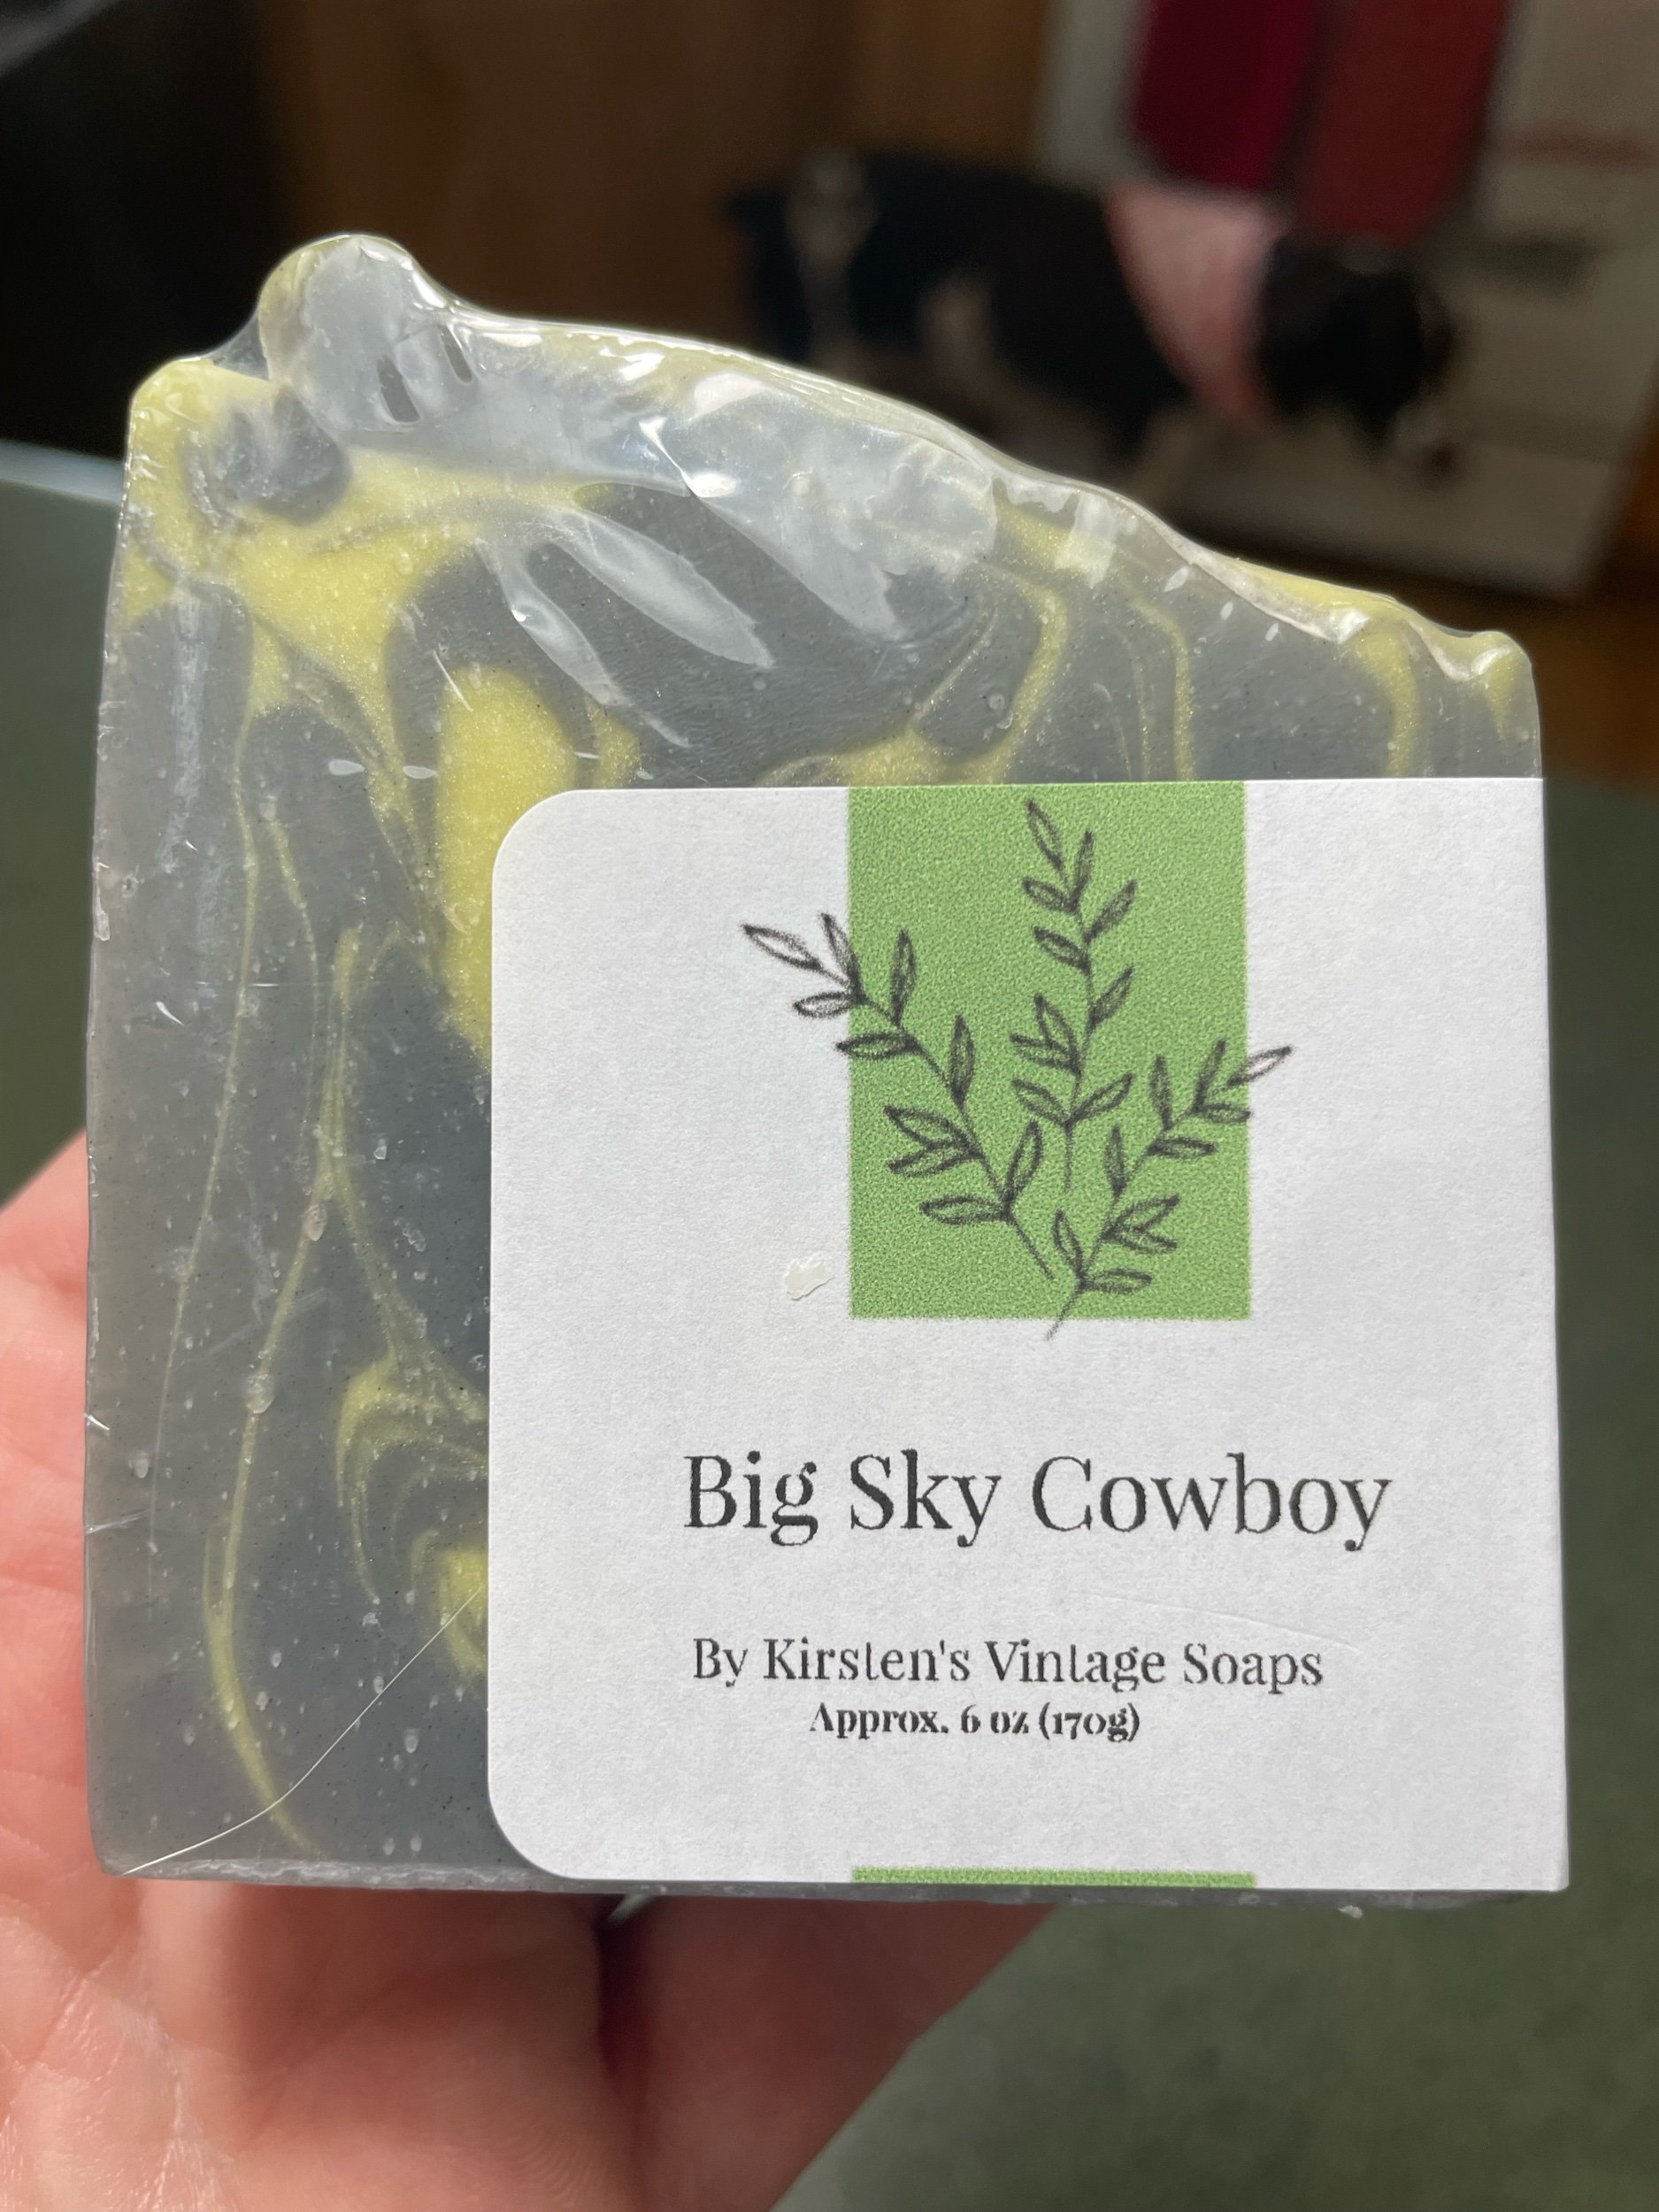 Big Sky Cowboy
By Kirsten's Vintage Soaps
Approx. 6 oz (170g)